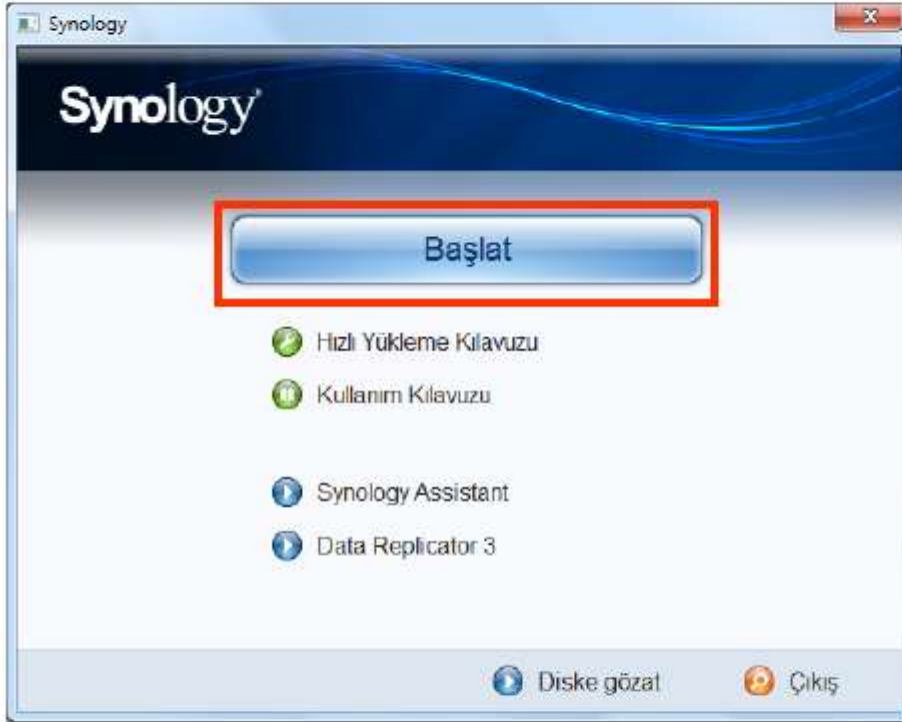 Synology
Synology
Başlat
Hızlı Yükleme Kılavuzu
Kullanım Kılavuzu
Synology Assistant
Data Replicator 3
Diske gözat
Çıkış